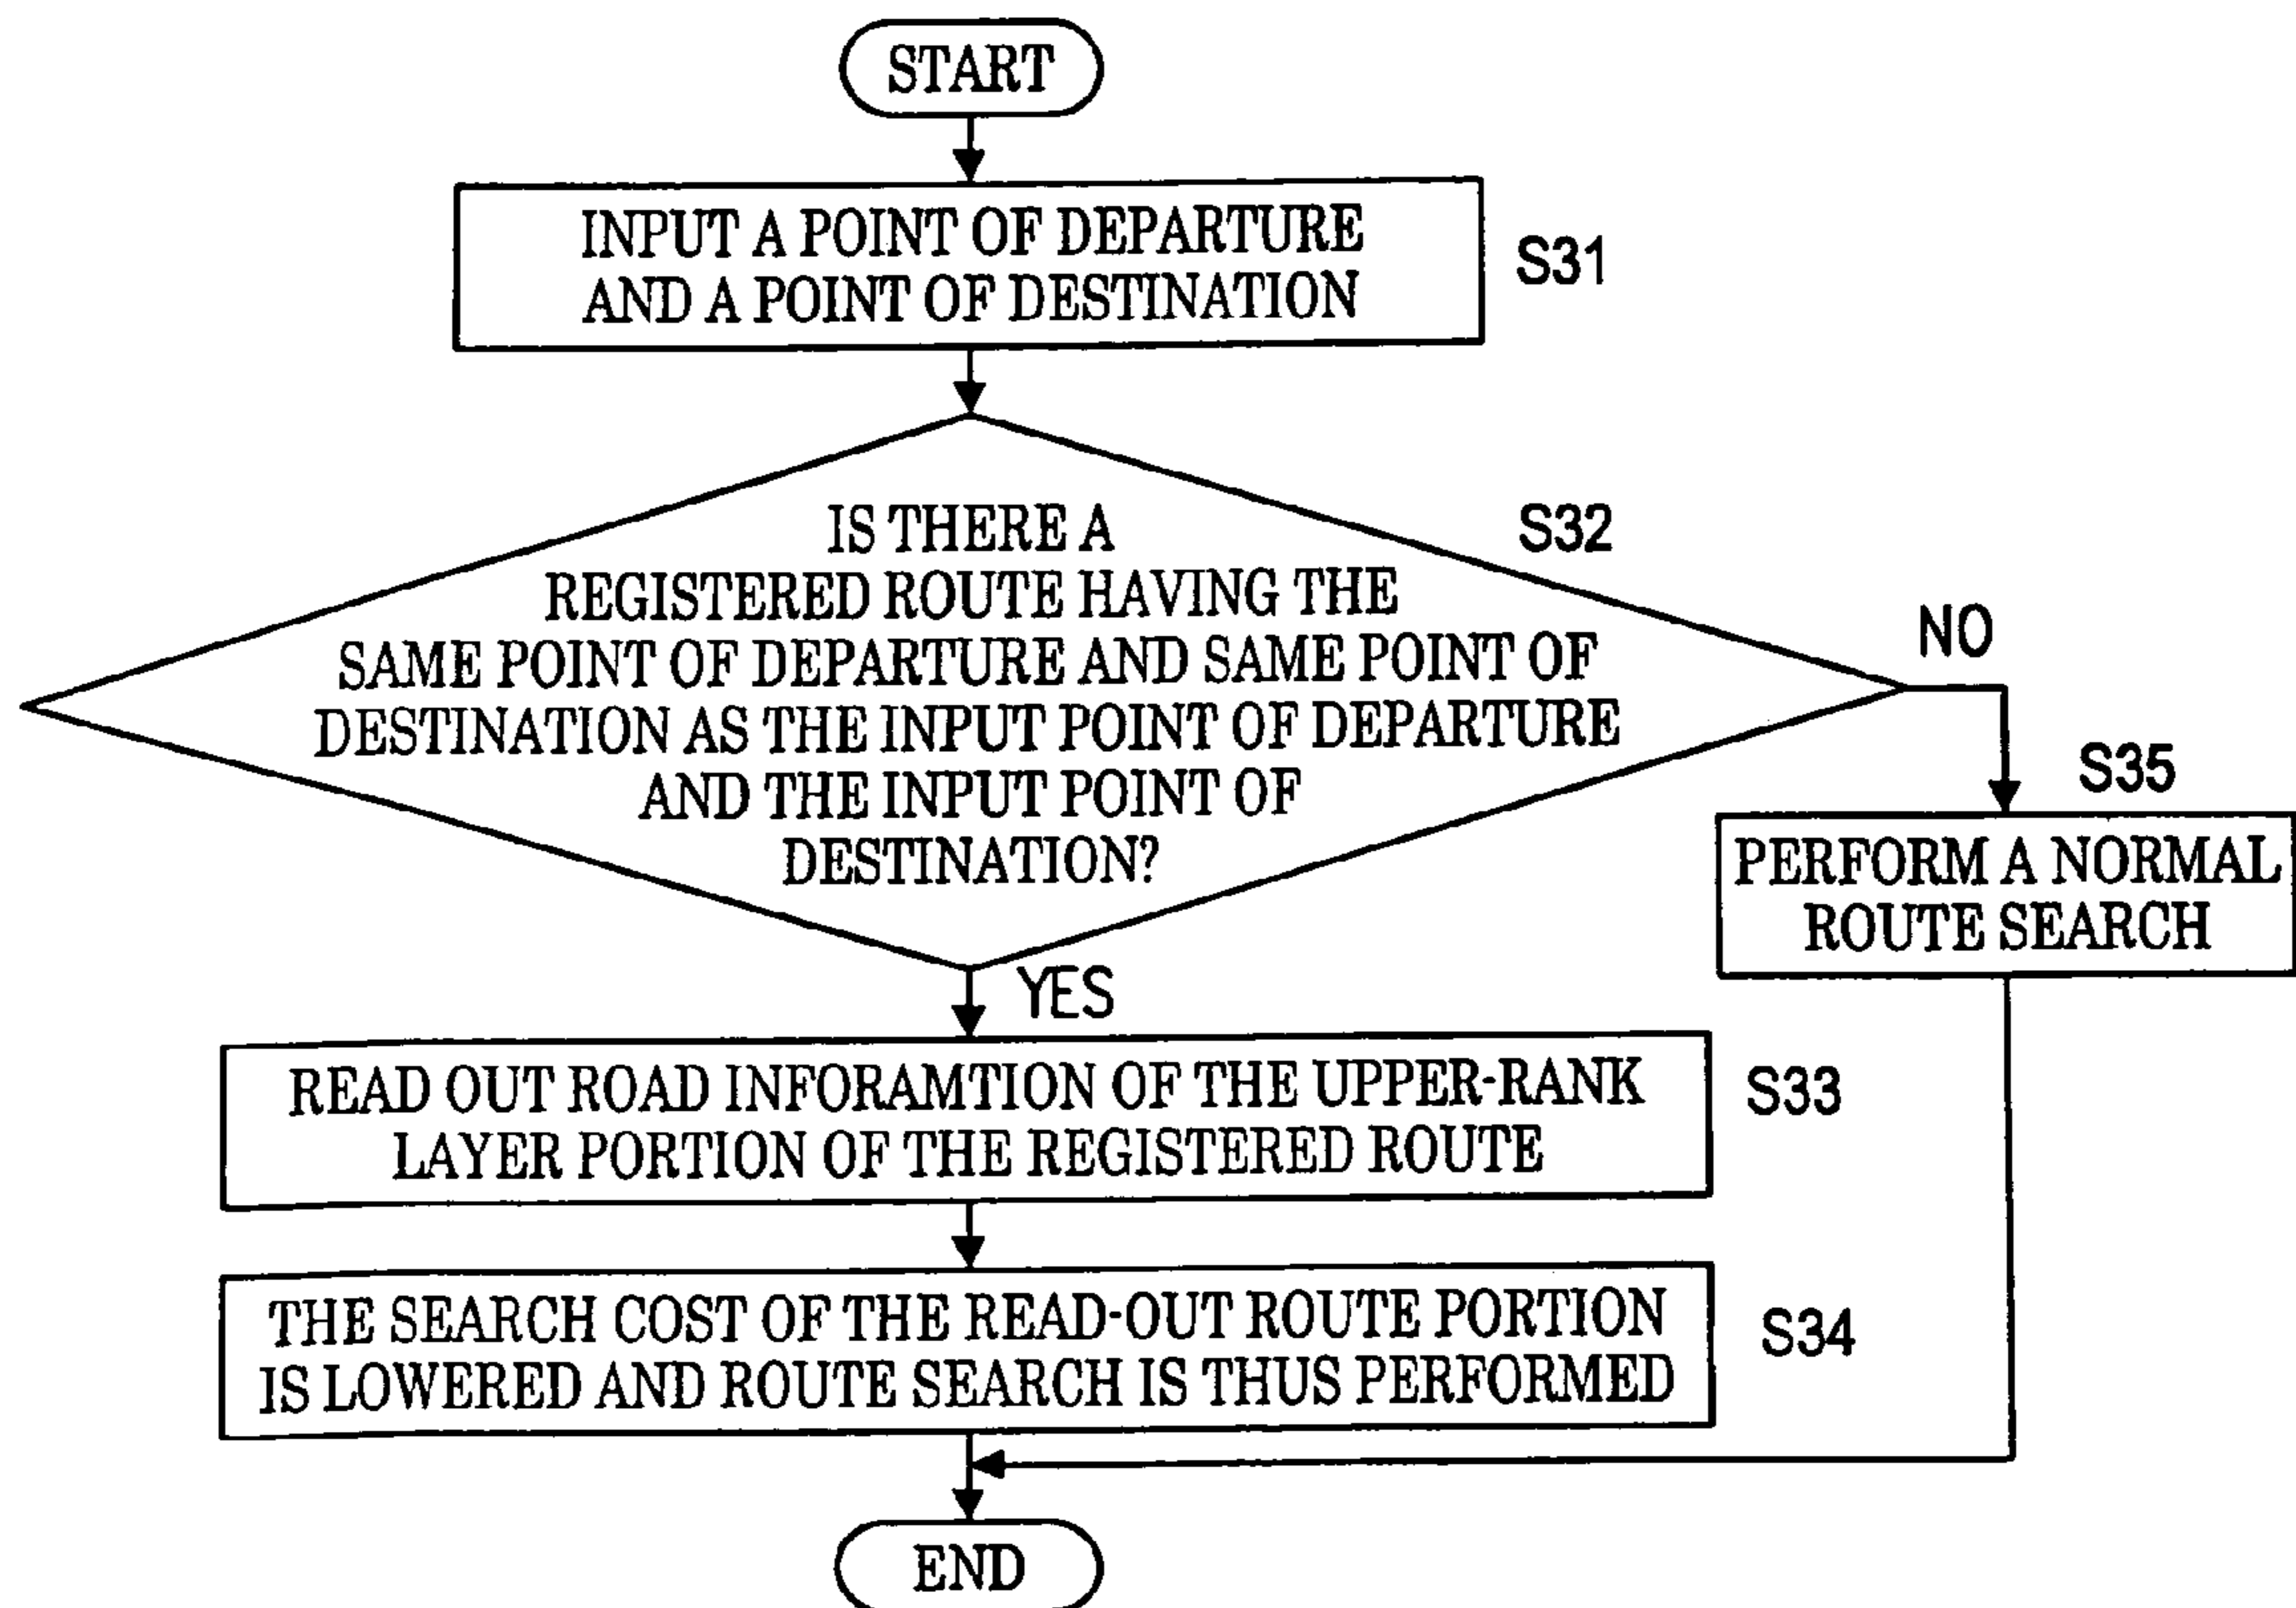 START
INPUT A POINT OF DEPARTURE
AND A POINT OF DESTINATION
S31
IS THERE A
REGISTERED ROUTE HAVING THE
SAME POINT OF DEPARTURE AND SAME POINT OF
DESTINATION AS THE INPUT POINT OF DEPARTURE
AND THE INPUT POINT OF
DESTINATION?
S32
NO
S35
PERFORM A NORMAL
ROUTE SEARCH
YES
READ OUT ROAD INFORAMTION OF THE UPPER-RANK
LAYER PORTION OF THE REGISTERED ROUTE
S33
THE SEARCH COST OF THE READ-OUT ROUTE PORTION
IS LOWERED AND ROUTE SEARCH IS THUS PERFORMED
S34
END